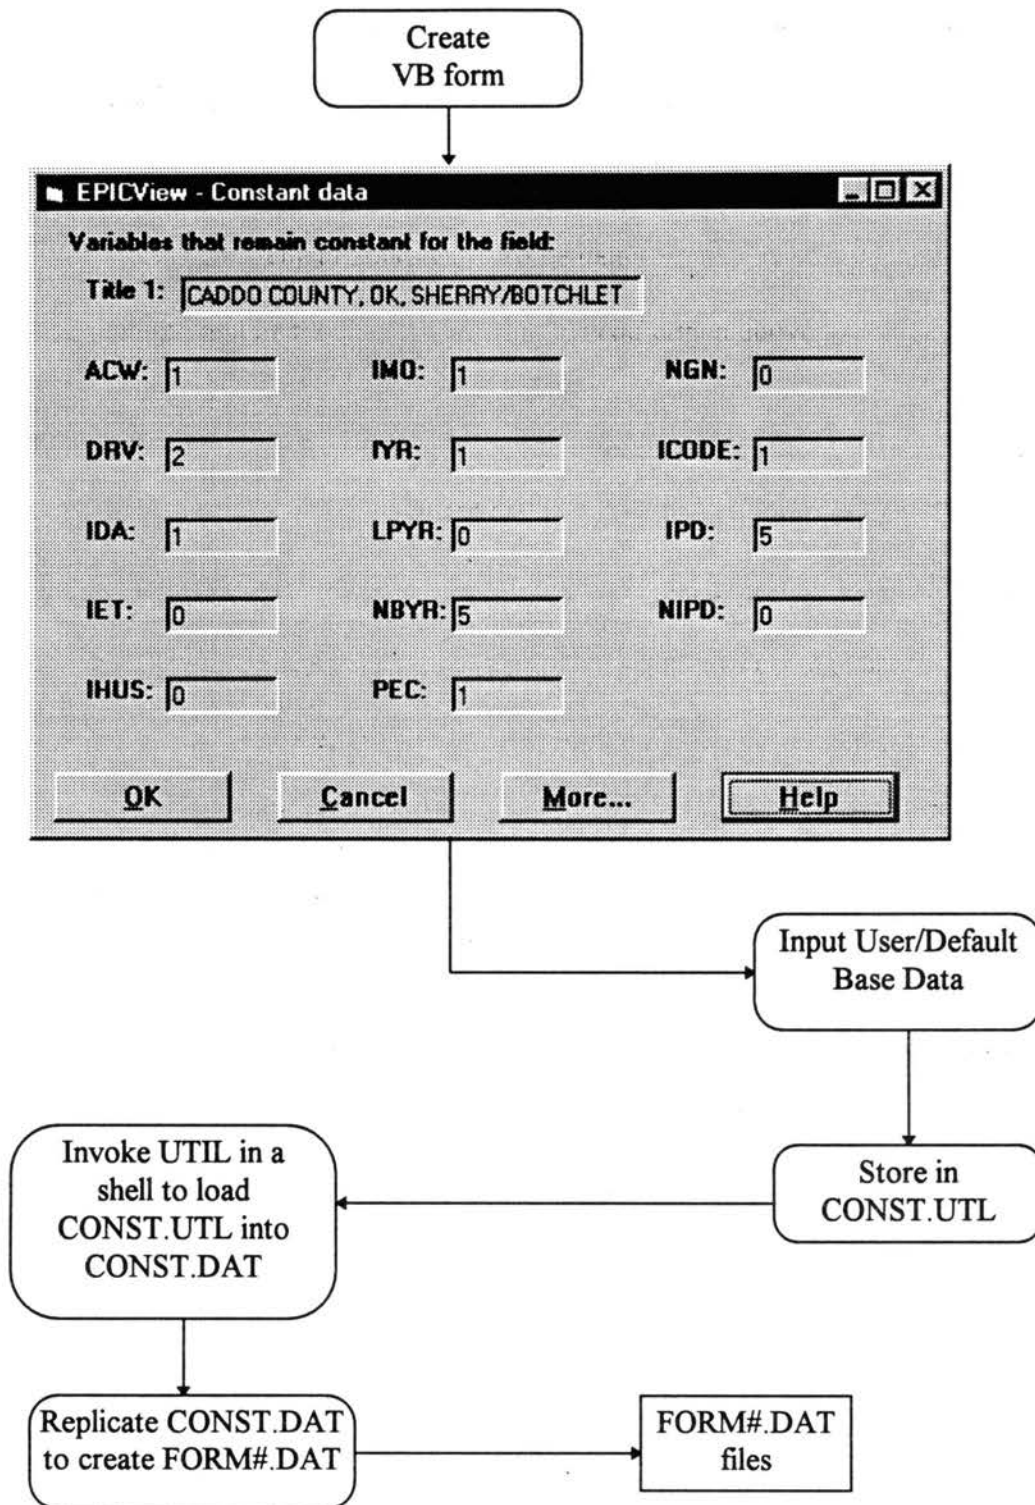 Create
VB form
EPICView - Constant data
Variables that remain constant for the field:
Title 1: CADDO COUNTY, OK, SHERRY/BOTCHLET
ACW: 1 IMO: 1 NGN: 0
DRV: 2 IYR: 1 ICODE: 1
IDA: 1 LPYR: 0 IPD: 5
IET: 0 NBYR: 5 NIPD: 0
IHUS: 0 PEC: 1
OK Cancel More... Help
Input User/Default
Base Data
Invoke UTIL in a
shell to load
CONST.UTL into
CONST.DAT
Store in
CONST.UTL
Replicate CONST.DAT
to create FORM#.DAT
FORM#.DAT
files